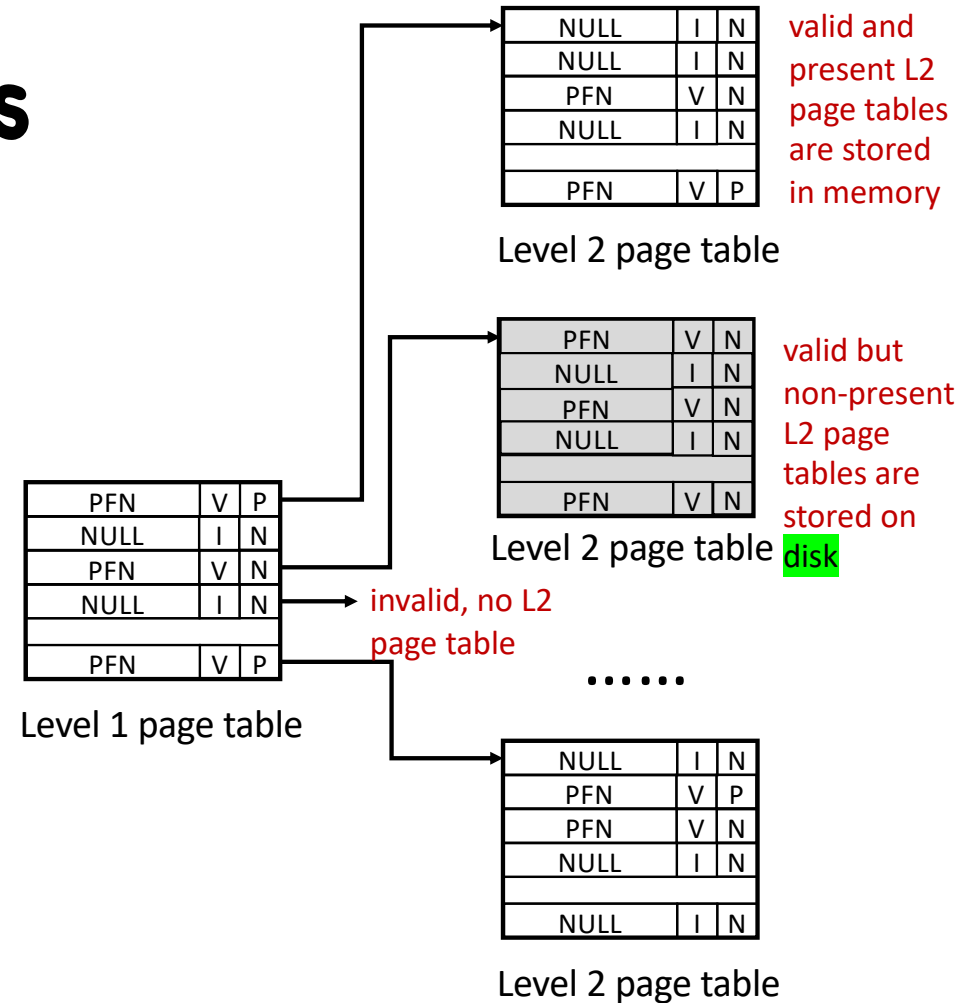 s
NULL I N
NULL I N
PFN V N
NULL I N
PFN V P
Level 2 page table
valid and
present L2
page tables
are stored
in memory
PFN V N
NULL I N
PFN V N
NULL I N
PFN V N
Level 2 page table
valid but
non-present
L2 page
tables are
stored on
disk
PFN V P
NULL I N
PFN V N
NULL I N
PFN V P
Level 1 page table
invalid, no L2
page table
......
NULL I N
PFN V P
PFN V N
NULL I N
NULL I N
Level 2 page table